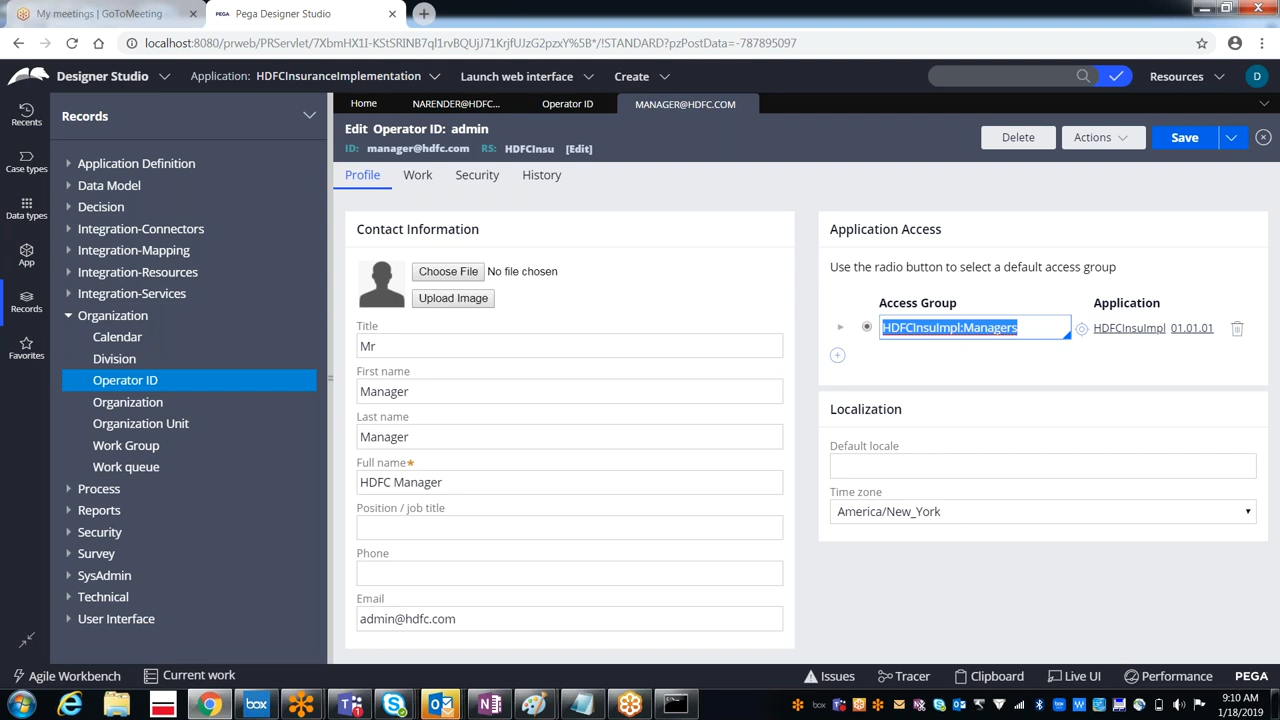 My meetings | GoToMeeting
PEGA Pega Designer Studio
localhost:8080/prweb/PRServlet/7XbmHX1I-KStSRINB7ql1rvBQUjJ71KrjfUJzG2pzxY%5B*/!STANDARD?pzPostData=-787895097
Designer Studio
Application: HDFCInsuranceImplementation
Launch web interface
Create
Resources
D
Recents
Case types
Data types
App
Records
Favorites
Records
Application Definition
Data Model
Decision
Integration-Connectors
Integration-Mapping
Integration-Resources
Integration-Services
Organization
Calendar
Division
Operator ID
Organization
Organization Unit
Work Group
Work queue
Process
Reports
Security
Survey
SysAdmin
Technical
User Interface
Home
NARENDER@HDFC...
Operator ID
MANAGER@HDFC.COM
Edit Operator ID: admin
ID: manager@hdfc.com RS: HDFCInsu [Edit]
Delete
Actions
Save
Profile
Work
Security
History
Contact Information
Choose File No file chosen
Upload Image
Title
Mr
First name
Manager
Last name
Manager
Full name*
HDFC Manager
Position / job title
Phone
Email
admin@hdfc.com
Application Access
Use the radio button to select a default access group
Access Group
Application
HDFCInsuImpl:Managers
HDFCInsuImpl 01.01.01
Localization
Default locale
Time zone
America/New_York
Agile Workbench
Current work
Issues
Tracer
Clipboard
Live UI
Performance
PEGA
box
box
9:10 AM
1/18/2019